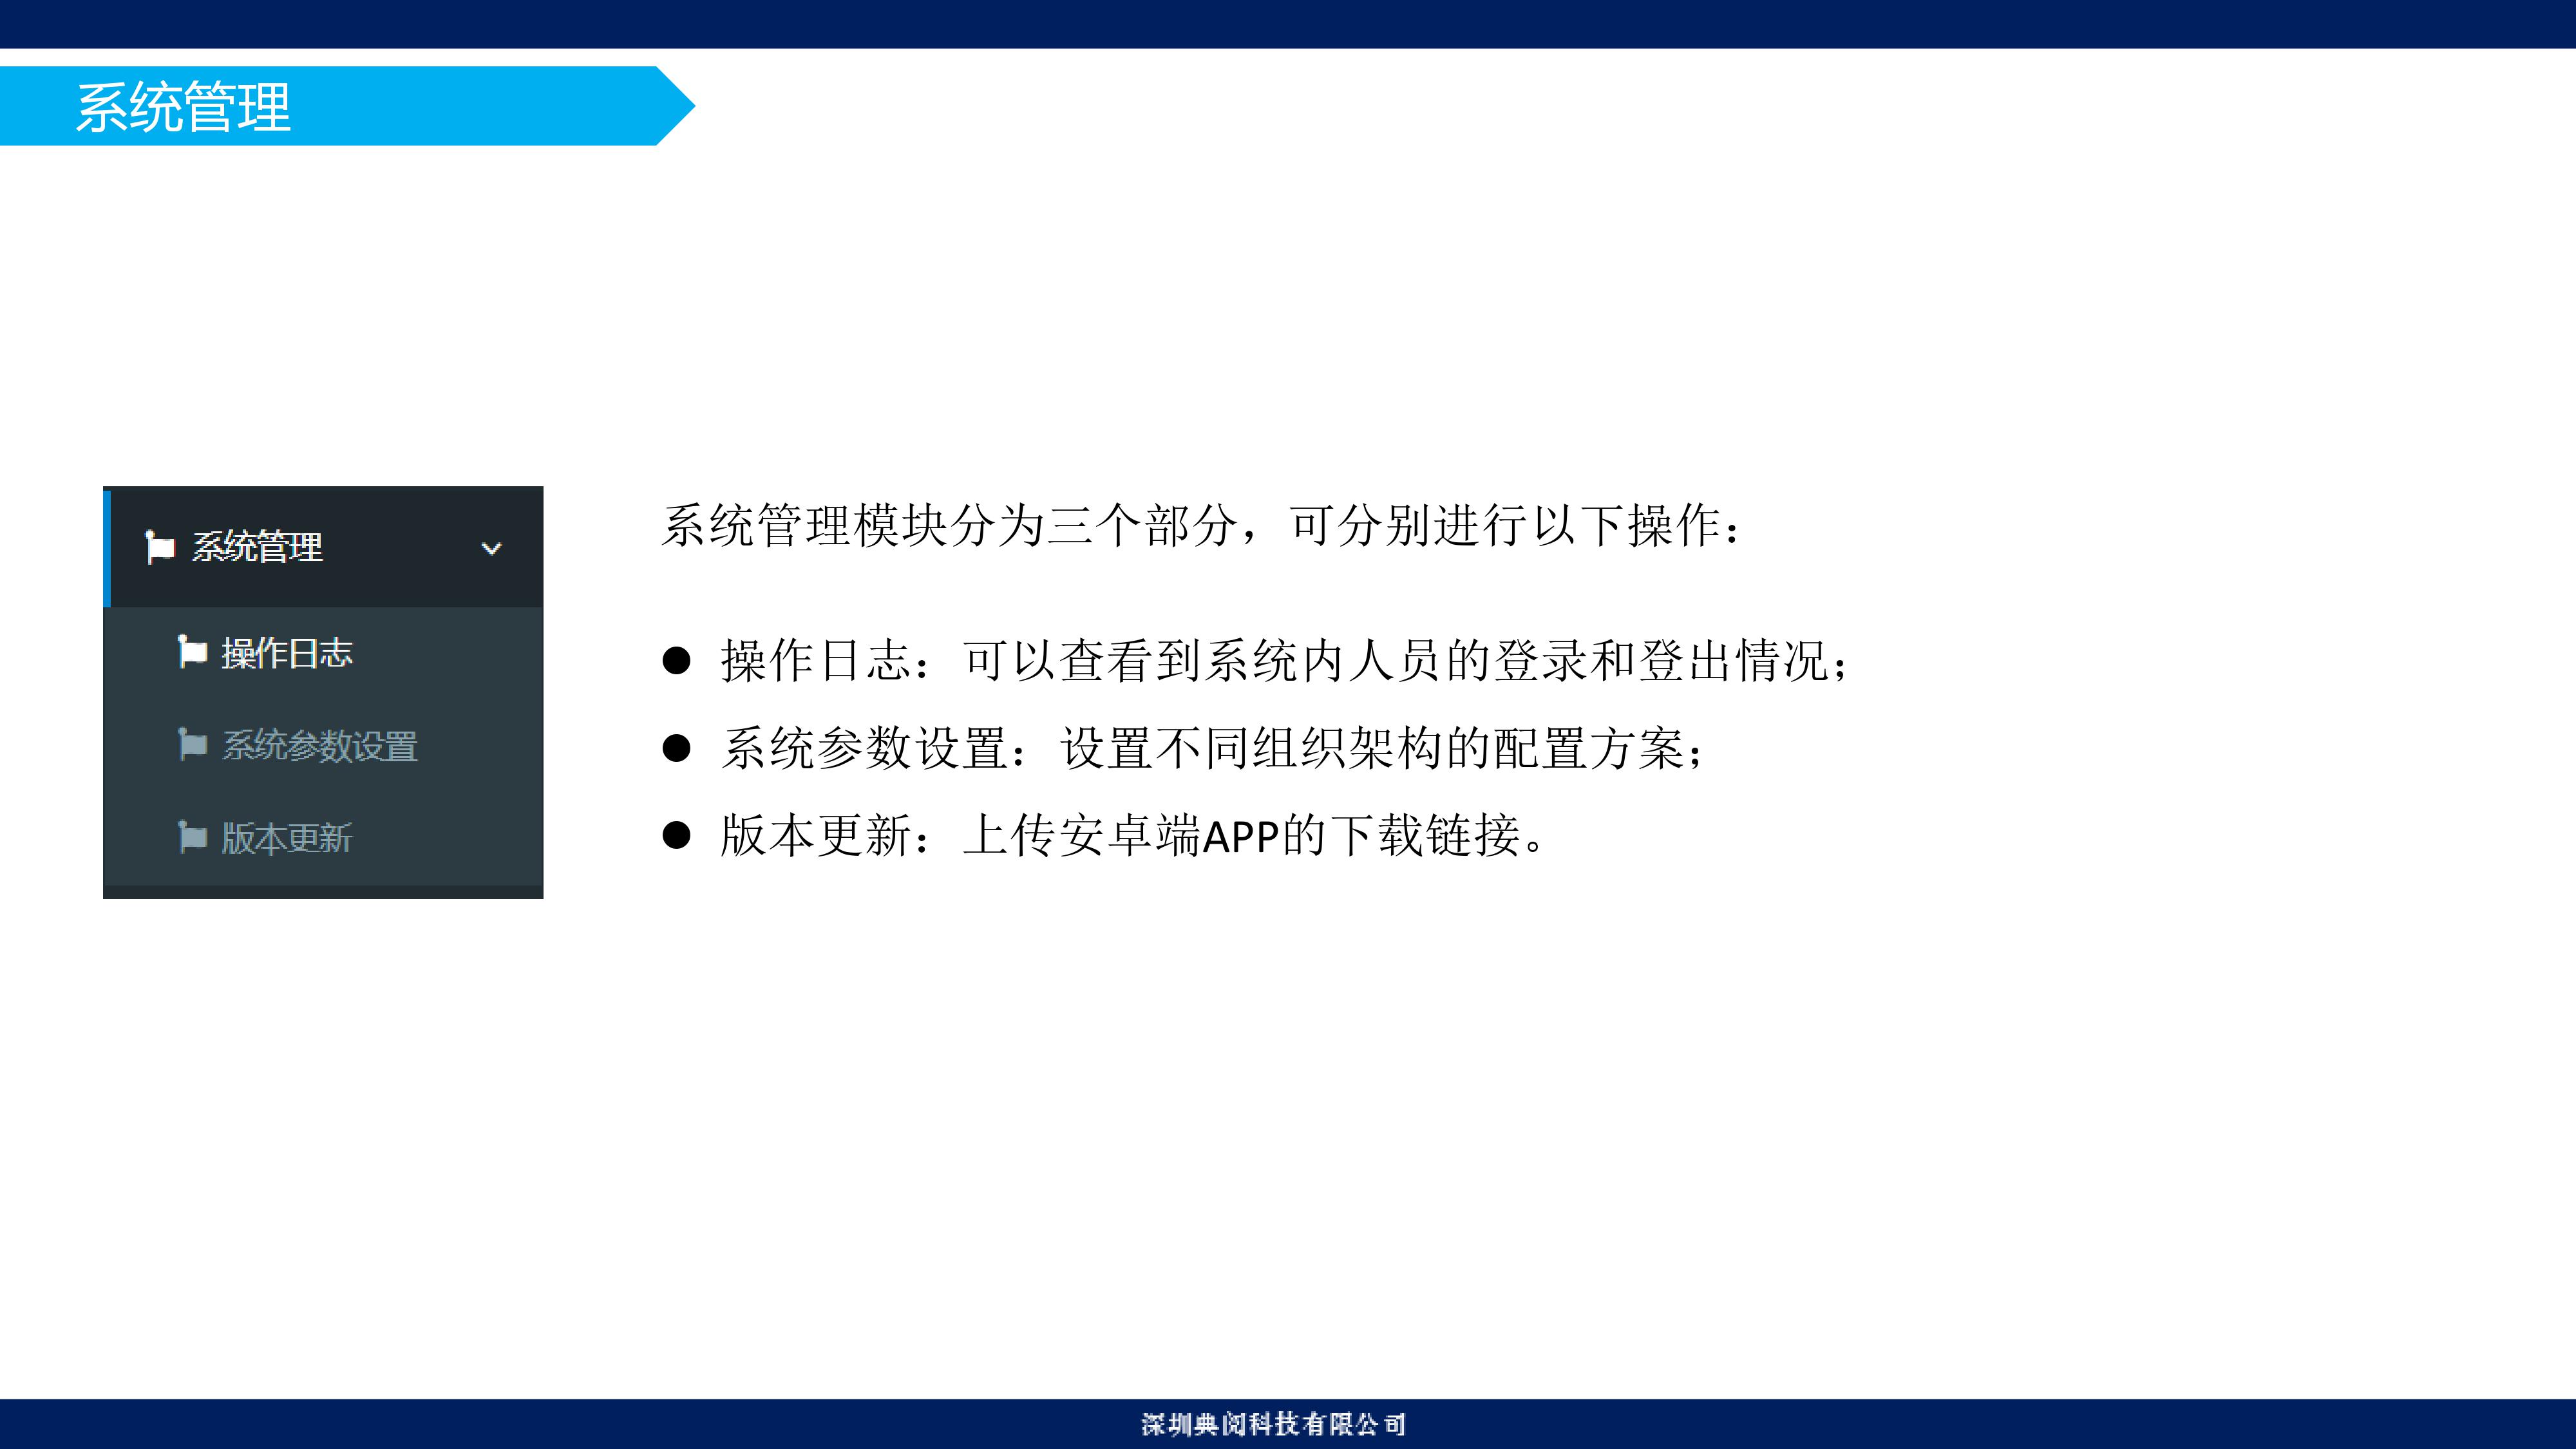 系统管理
系统管理
操作日志
系统参数设置
版本更新
系统管理模块分为三个部分，可分别进行以下操作：
● 操作日志：可以查看到系统内人员的登录和登出情况；
● 系统参数设置：设置不同组织架构的配置方案；
● 版本更新：上传安卓端APP的下载链接。
深圳典阅科技有限公司